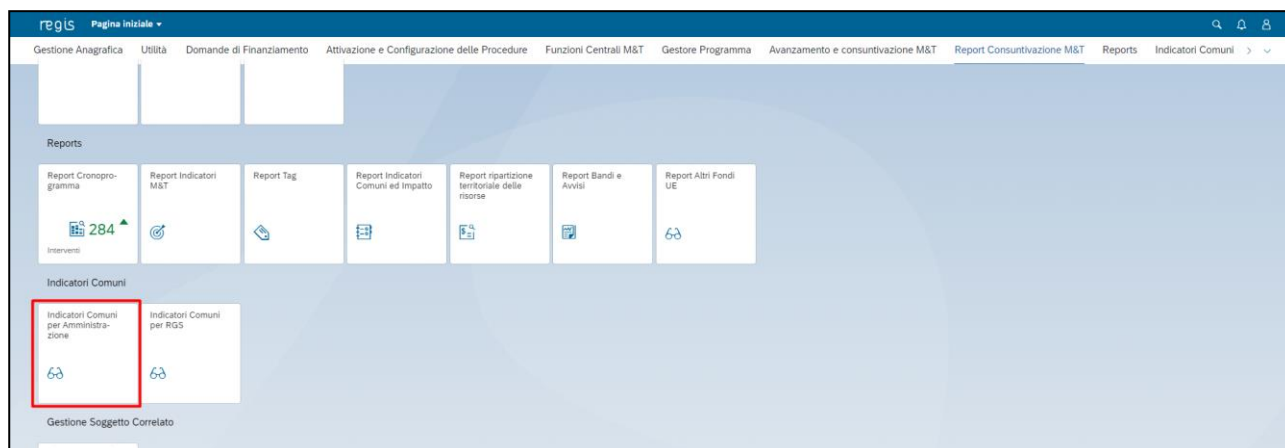 regis Pagina iniziale
Gestione Anagrafica Utilità Domande di Finanziamento Attivazione e Configurazione delle Procedure Funzioni Centrali M&T Gestore Programma Avanzamento e consuntivazione M&T Report Consuntivazione M&T Reports Indicatori Comuni
Reports
Report Cronopro-
gramma
284
Interventi
Report Indicatori
M&T
Report Tag
Report Indicatori
Comuni ed Impatto
Report ripartizione
territoriale delle
risorse
Report Bandi e
Avvisi
Report Altri Fondi
UE
Indicatori Comuni
Indicatori Comuni
per Amministra-
zione
Indicatori Comuni
per RGS
Gestione Soggetto Correlato